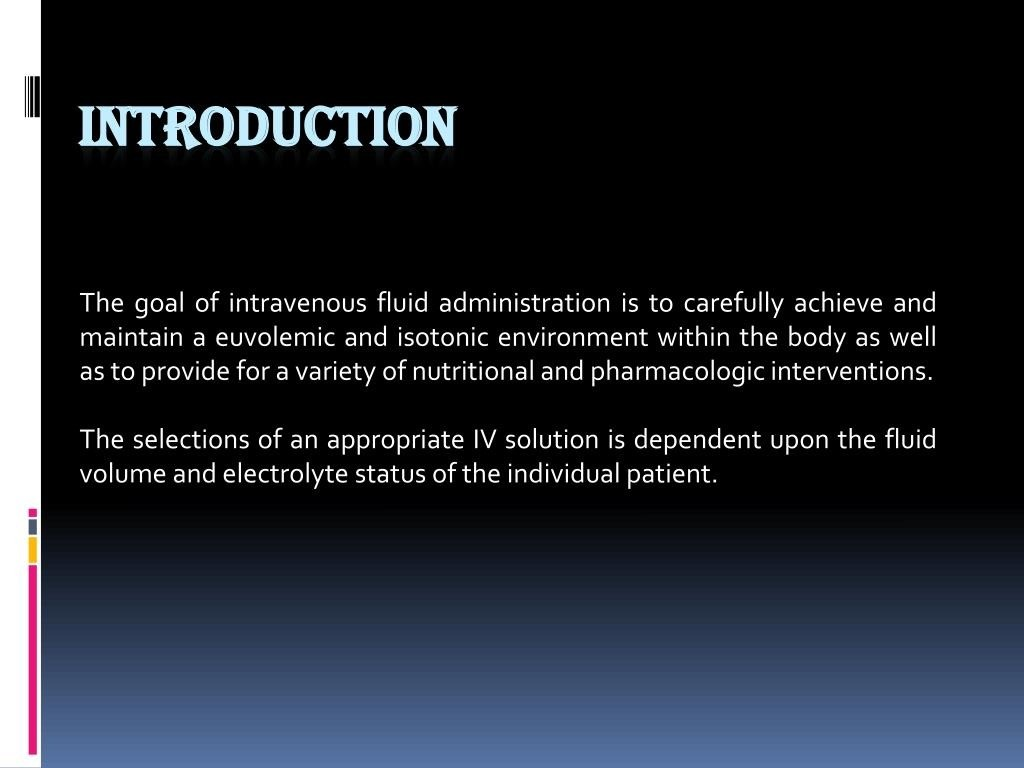 INTRODUCTION
The goal of intravenous fluid administration is to carefully achieve and
maintain a euvolemic and isotonic environment within the body as well
as to provide for a variety of nutritional and pharmacologic interventions.
The selections of an appropriate IV solution is dependent upon the fluid
volume and electrolyte status of the individual patient.